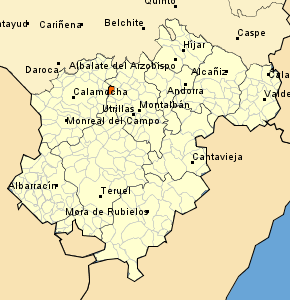 Quinto
atayud
Cariñena
Belchite
Caspe
Híjar
Daroca
Albalate del Arzobispo
Alcañiz
Cala
Calamocha
Andorra
Valde
Utrillas
Montalbán
Monreal del Campo
Cantavieja
Albarracín
Teruel
Mora de Rubielos